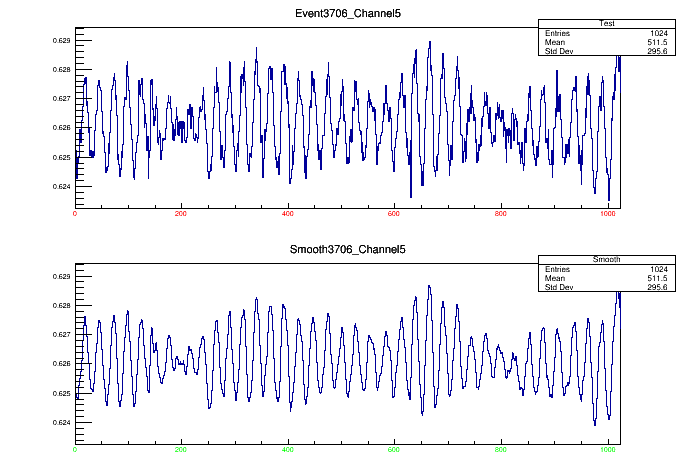 Event3706_Channel5
Test
Entries 1024
Mean 511.5
Std Dev 295.6
0.629
0.628
0.627
0.626
0.625
0.624
0 200 400 600 800 1000
Smooth3706_Channel5
Smooth
Entries 1024
Mean 511.5
Std Dev 295.6
0.629
0.628
0.627
0.626
0.625
0.624
0 200 400 600 800 1000